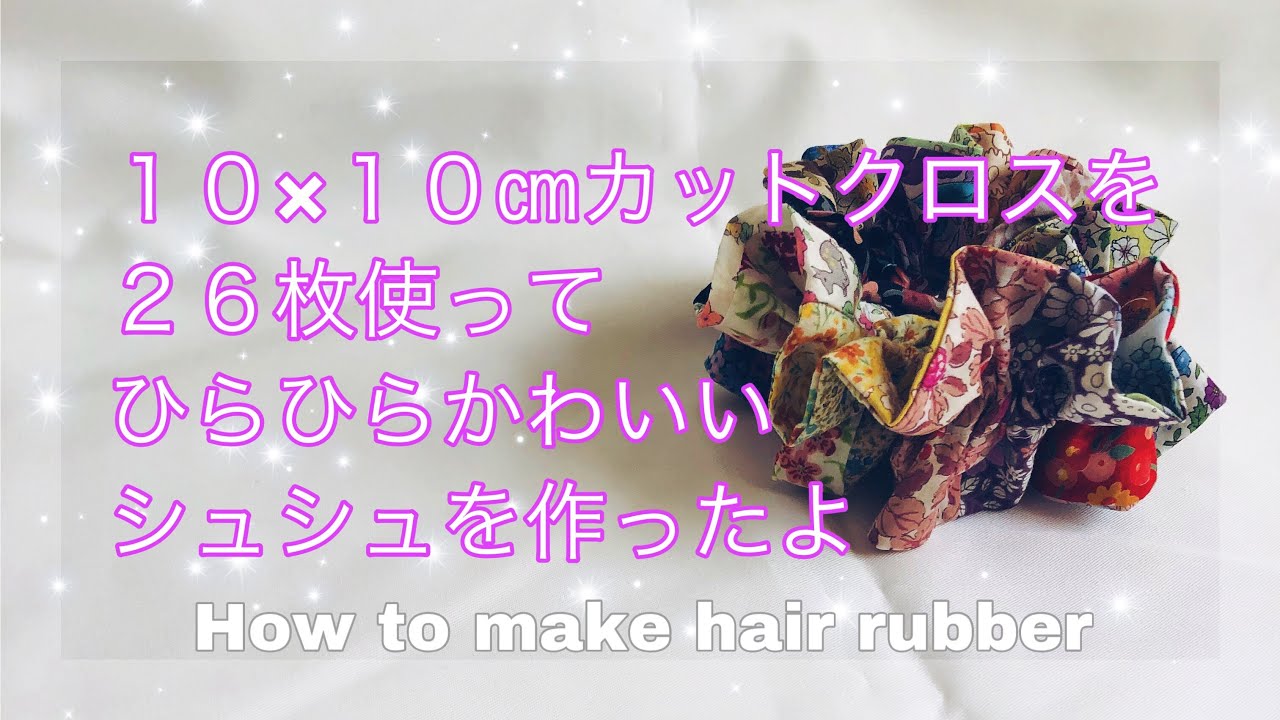 １０×１０㎝カットクロスを
２６枚使って
ひらひらかわいい
シュシュを作ったよ
How to make hair rubber